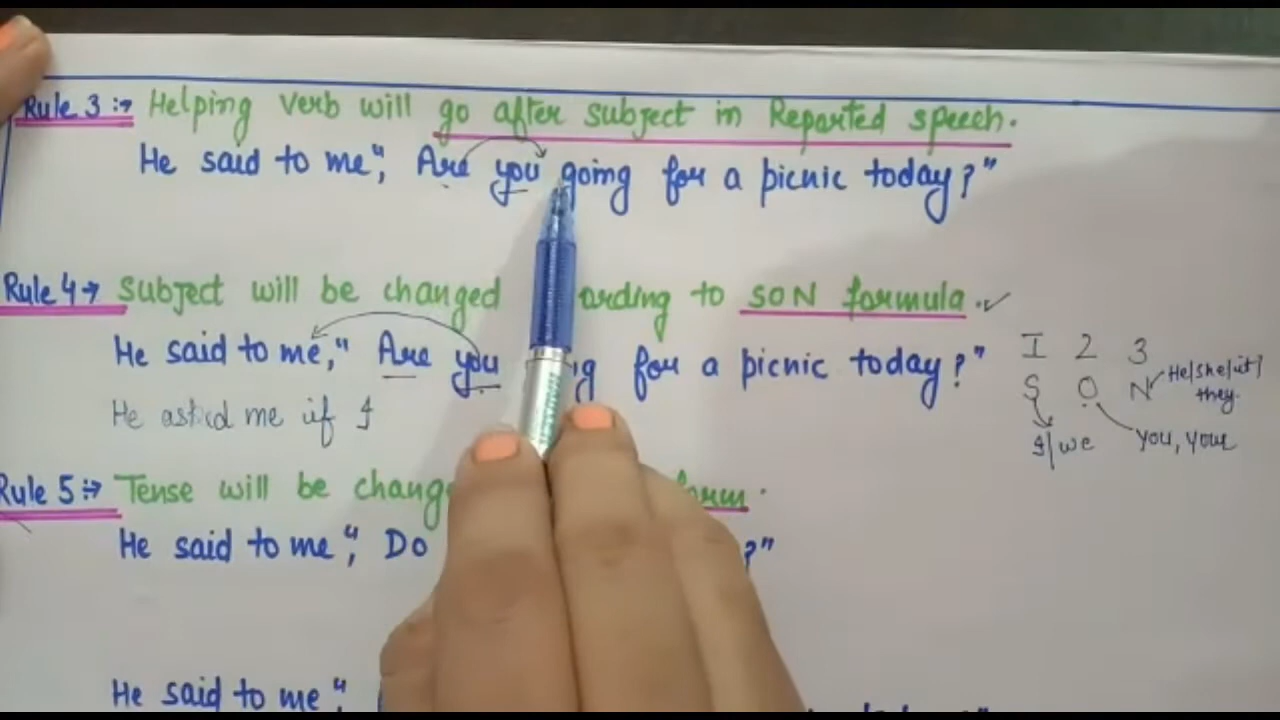 Rule 3 :→ Helping verb will go after subject in Reported speech.
He said to me", Are you going for a picnic today?"
Rule 4 → Subject will be changed to SON formula.
He said to me," Are you for a picnic today?"
I 2 3
S O N He/she/it/
they
He asked me if I
I/we you, your
Rule 5 :→ Tense will be
He said to me", Do ?"
He said to me",